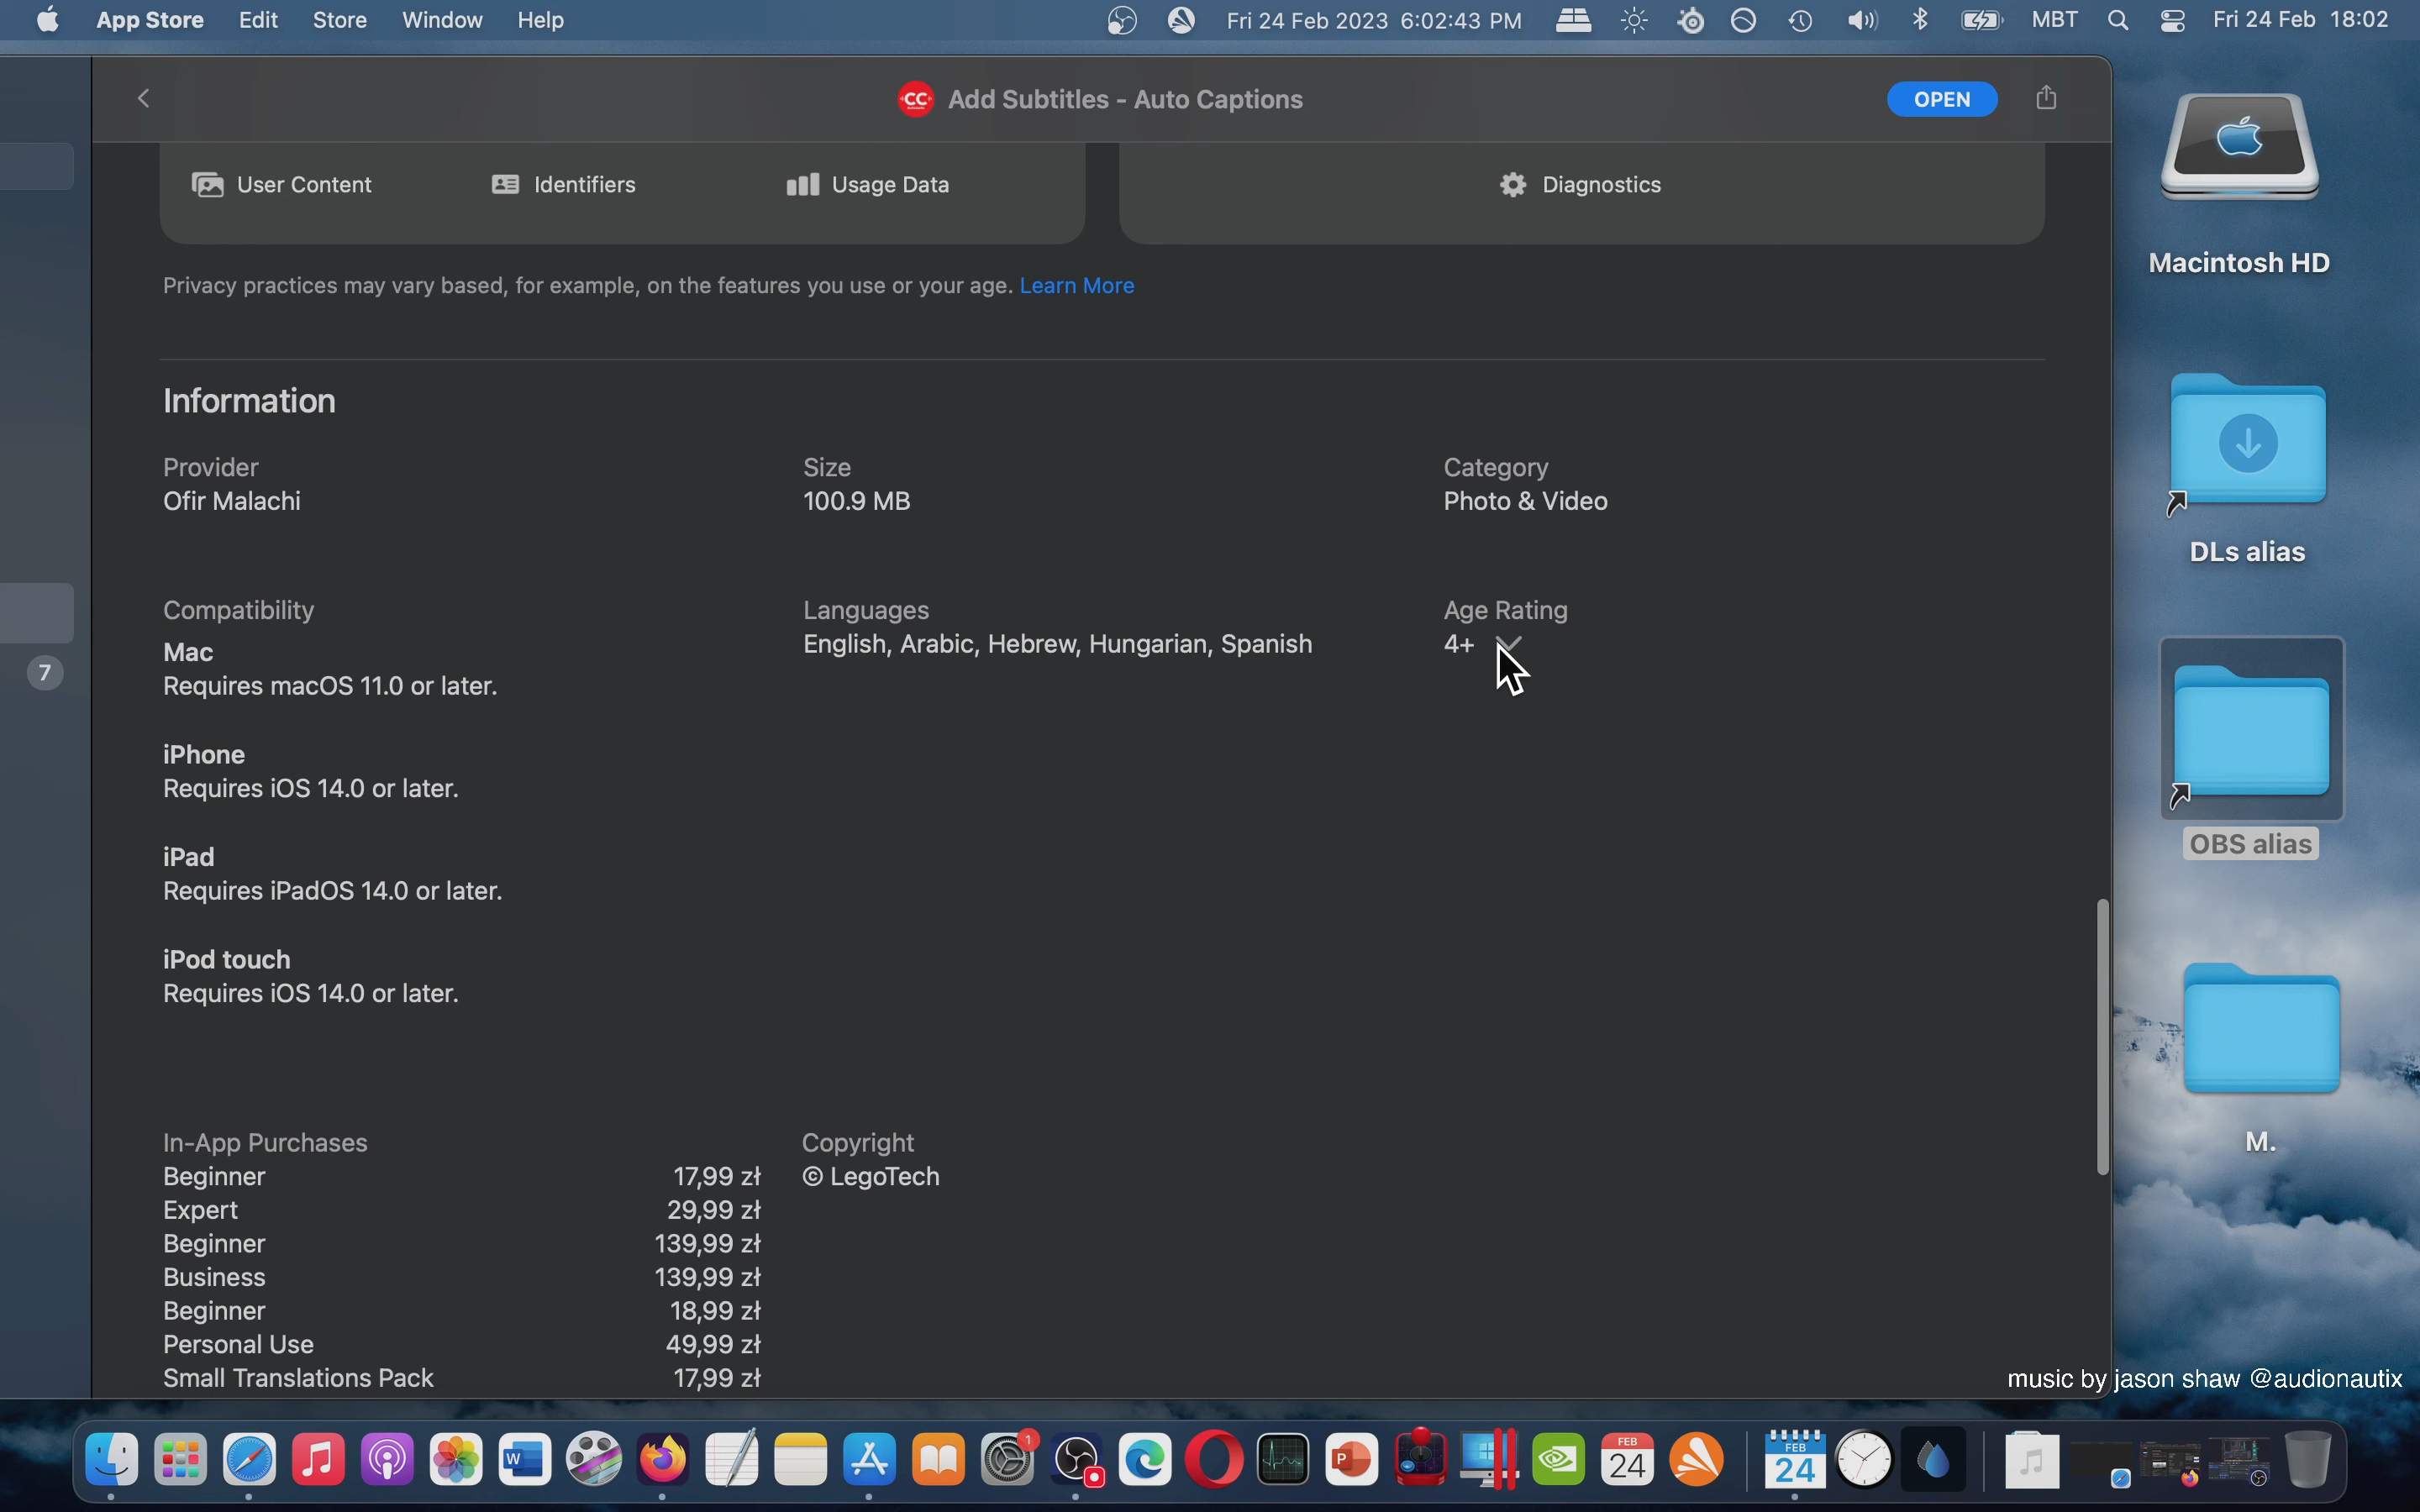 App Store Edit Store Window Help Fri 24 Feb 2023 6:02:43 PM MBT Fri 24 Feb 18:02
CC Add Subtitles - Auto Captions OPEN
User Content Identifiers Usage Data Diagnostics
Macintosh HD
Privacy practices may vary based, for example, on the features you use or your age. Learn More
Information
Provider Size Category
Ofir Malachi 100.9 MB Photo & Video
DLs alias
Compatibility Languages Age Rating
English, Arabic, Hebrew, Hungarian, Spanish 4+
Mac
7
Requires macOS 11.0 or later.
iPhone
Requires iOS 14.0 or later.
OBS alias
iPad
Requires iPadOS 14.0 or later.
iPod touch
Requires iOS 14.0 or later.
M.
In-App Purchases Copyright
Beginner 17,99 zł © LegoTech
Expert 29,99 zł
Beginner 139,99 zł
Business 139,99 zł
Beginner 18,99 zł
Personal Use 49,99 zł
Small Translations Pack 17,99 zł
music by jason shaw @audionautix
W 1 P FEB 24 FEB 24